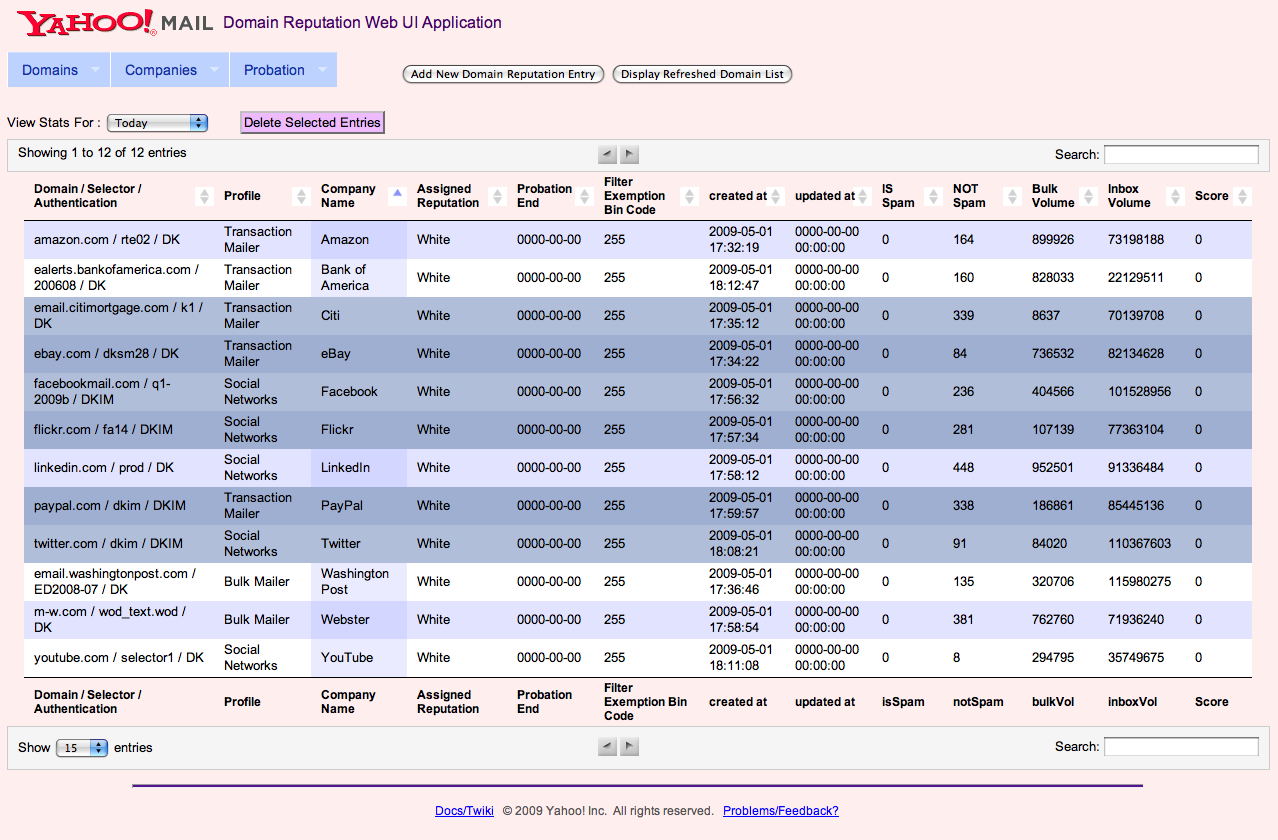 YAHOO!® MAIL Domain Reputation Web UI Application
Domains Companies Probation Add New Domain Reputation Entry Display Refreshed Domain List
View Stats For : Today Delete Selected Entries
Showing 1 to 12 of 12 entries Search:
Domain / Selector / Authentication Profile Company Name Assigned Reputation Probation End Filter Exemption Bin Code created at updated at IS Spam NOT Spam Bulk Volume Inbox Volume Score
amazon.com / rte02 / DK Transaction Mailer Amazon White 0000-00-00 255 2009-05-01 17:32:19 0000-00-00 00:00:00 0 164 899926 73198188 0
ealerts.bankofamerica.com / 200608 / DK Transaction Mailer Bank of America White 0000-00-00 255 2009-05-01 18:12:47 0000-00-00 00:00:00 0 160 828033 22129511 0
email.citimortgage.com / k1 / DK Transaction Mailer Citi White 0000-00-00 255 2009-05-01 17:35:12 0000-00-00 00:00:00 0 339 8637 70139708 0
ebay.com / dksm28 / DK Transaction Mailer eBay White 0000-00-00 255 2009-05-01 17:34:22 0000-00-00 00:00:00 0 84 736532 82134628 0
facebookmail.com / q1-2009b / DKIM Social Networks Facebook White 0000-00-00 255 2009-05-01 17:56:32 0000-00-00 00:00:00 0 236 404566 101528956 0
flickr.com / fa14 / DKIM Social Networks Flickr White 0000-00-00 255 2009-05-01 17:57:34 0000-00-00 00:00:00 0 281 107139 77363104 0
linkedin.com / prod / DK Social Networks LinkedIn White 0000-00-00 255 2009-05-01 17:58:12 0000-00-00 00:00:00 0 448 952501 91336484 0
paypal.com / dkim / DKIM Transaction Mailer PayPal White 0000-00-00 255 2009-05-01 17:59:57 0000-00-00 00:00:00 0 338 186861 85445136 0
twitter.com / dkim / DKIM Social Networks Twitter White 0000-00-00 255 2009-05-01 18:08:21 0000-00-00 00:00:00 0 91 84020 110367603 0
email.washingtonpost.com / ED2008-07 / DK Bulk Mailer Washington Post White 0000-00-00 255 2009-05-01 17:36:46 0000-00-00 00:00:00 0 135 320706 115980275 0
m-w.com / wod_text.wod / DK Bulk Mailer Webster White 0000-00-00 255 2009-05-01 17:58:54 0000-00-00 00:00:00 0 381 762760 71936240 0
youtube.com / selector1 / DK Social Networks YouTube White 0000-00-00 255 2009-05-01 18:11:08 0000-00-00 00:00:00 0 8 294795 35749675 0
Domain / Selector / Authentication Profile Company Name Assigned Reputation Probation End Filter Exemption Bin Code created at updated at isSpam notSpam bulkVol inboxVol Score
Show 15 entries Search:
Docs/Twiki © 2009 Yahoo! Inc. All rights reserved. Problems/Feedback?